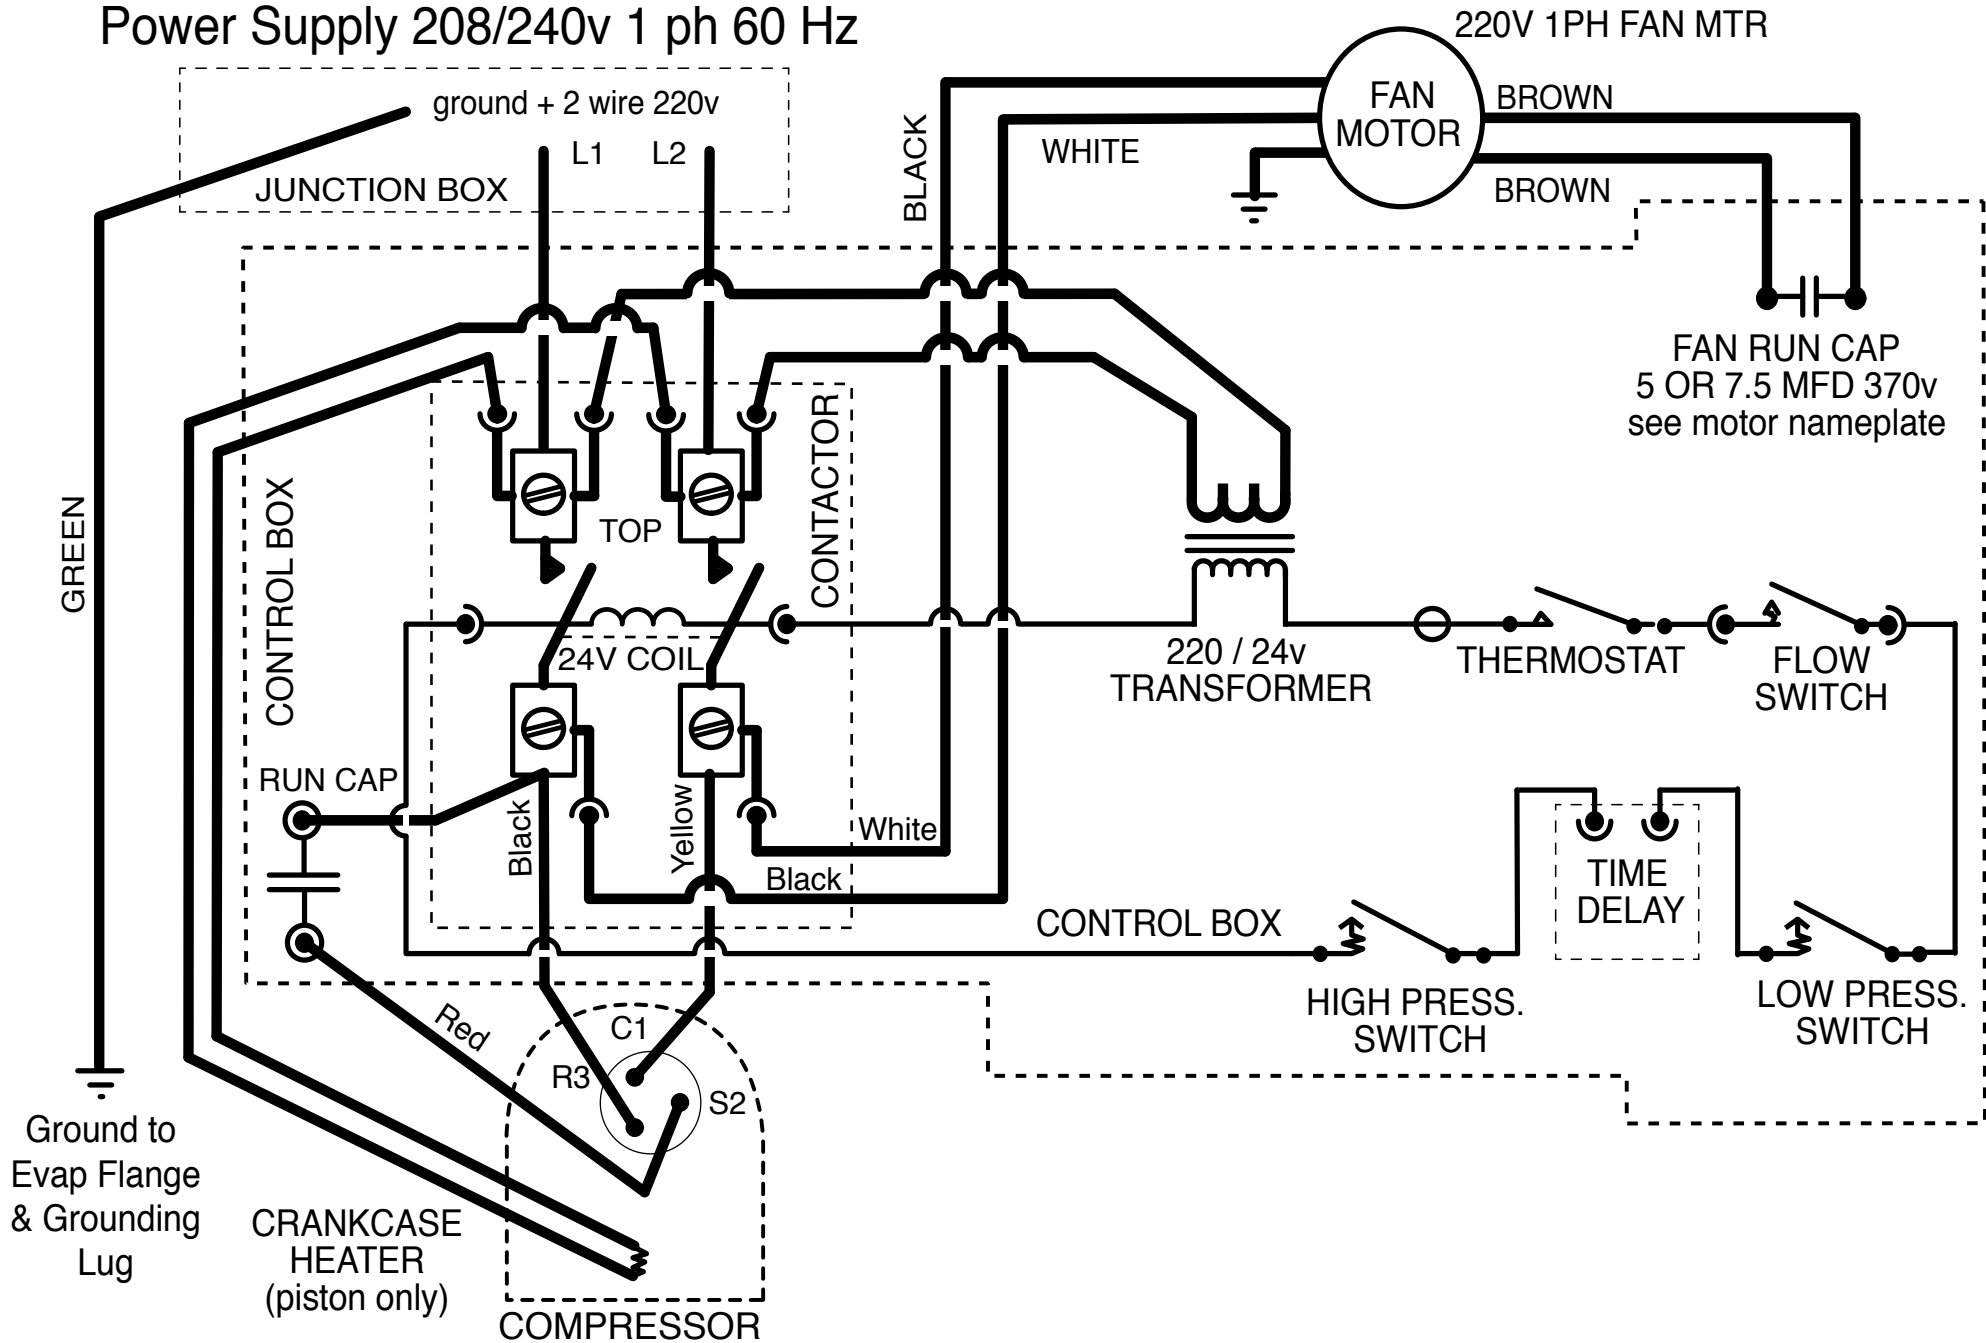 Power Supply 208/240v 1 ph 60 Hz
220V 1PH FAN MTR
ground + 2 wire 220v
L1
L2
JUNCTION BOX
BLACK
WHITE
FAN
MOTOR
BROWN
BROWN
FAN RUN CAP
5 OR 7.5 MFD 370v
see motor nameplate
GREEN
CONTROL BOX
CONTACTOR
TOP
24V COIL
220 / 24v
TRANSFORMER
THERMOSTAT
FLOW
SWITCH
RUN CAP
Black
Yellow
White
Black
TIME
DELAY
CONTROL BOX
HIGH PRESS.
SWITCH
LOW PRESS.
SWITCH
Red
C1
R3
S2
Ground to
Evap Flange
& Grounding
Lug
CRANKCASE
HEATER
(piston only)
COMPRESSOR